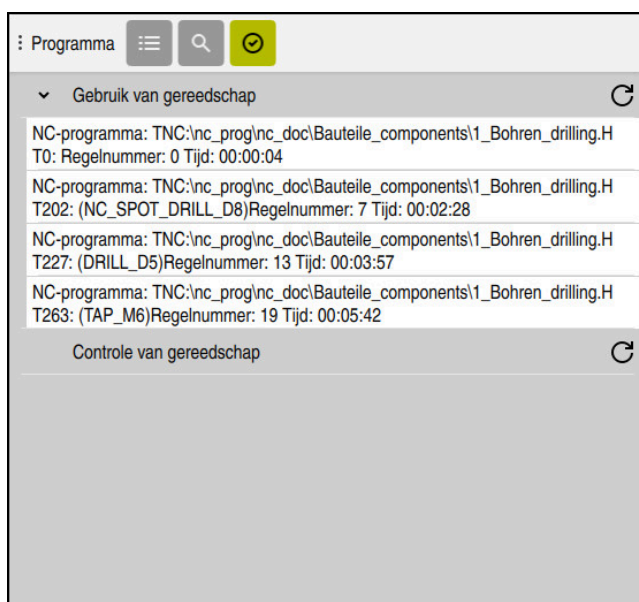 Programma
Gebruik van gereedschap
NC-programma: TNC:\nc_prog\nc_doc\Bauteile_components\1_Bohren_drilling.H
T0: Regelnummer: 0 Tijd: 00:00:04
NC-programma: TNC:\nc_prog\nc_doc\Bauteile_components\1_Bohren_drilling.H
T202: (NC_SPOT_DRILL_D8)Regelnummer: 7 Tijd: 00:02:28
NC-programma: TNC:\nc_prog\nc_doc\Bauteile_components\1_Bohren_drilling.H
T227: (DRILL_D5)Regelnummer: 13 Tijd: 00:03:57
NC-programma: TNC:\nc_prog\nc_doc\Bauteile_components\1_Bohren_drilling.H
T263: (TAP_M6)Regelnummer: 19 Tijd: 00:05:42
Controle van gereedschap